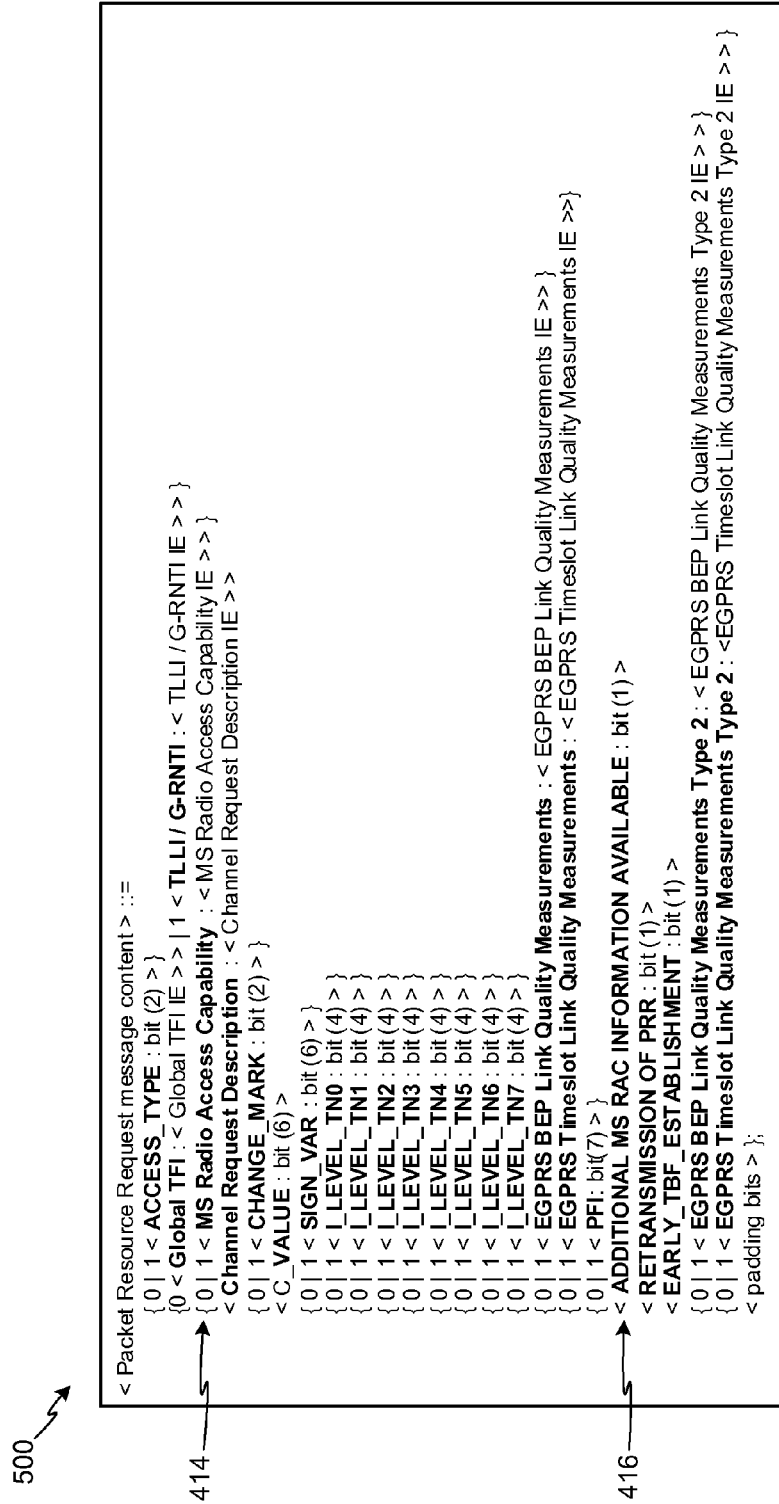 500
< Packet Resource Request message content > ::=
{ 0 | 1 < ACCESS_TYPE : bit (2) > }
{0 < Global TFI : < Global TFI IE > > | 1 < TLLI / G-RNTI : < TLLI / G-RNTI IE > > }
414 { 0 | 1 < MS Radio Access Capability : < MS Radio Access Capability IE > > }
< Channel Request Description : < Channel Request Description IE > >
{ 0 | 1 < CHANGE_MARK : bit (2) > }
< C_VALUE : bit (6) >
{ 0 | 1 < SIGN_VAR : bit (6) > }
{ 0 | 1 < I_LEVEL_TN0 : bit (4) > }
{ 0 | 1 < I_LEVEL_TN1 : bit (4) > }
{ 0 | 1 < I_LEVEL_TN2 : bit (4) > }
{ 0 | 1 < I_LEVEL_TN3 : bit (4) > }
{ 0 | 1 < I_LEVEL_TN4 : bit (4) > }
{ 0 | 1 < I_LEVEL_TN5 : bit (4) > }
{ 0 | 1 < I_LEVEL_TN6 : bit (4) > }
{ 0 | 1 < I_LEVEL_TN7 : bit (4) > }
{ 0 | 1 < EGPRS BEP Link Quality Measurements : < EGPRS BEP Link Quality Measurements IE >> }
{ 0 | 1 < EGPRS Timeslot Link Quality Measurements : < EGPRS Timeslot Link Quality Measurements IE >>}
{ 0 | 1 < PFI: bit(7) > }
416 < ADDITIONAL MS RAC INFORMATION AVAILABLE : bit (1) >
< RETRANSMISSION OF PRR : bit (1) >
< EARLY_TBF_ESTABLISHMENT : bit (1) >
{ 0 | 1 < EGPRS BEP Link Quality Measurements Type 2 : < EGPRS BEP Link Quality Measurements Type 2 IE > > }
{ 0 | 1 < EGPRS Timeslot Link Quality Measurements Type 2 : <EGPRS Timeslot Link Quality Measurements Type 2 IE > > }
< padding bits > };